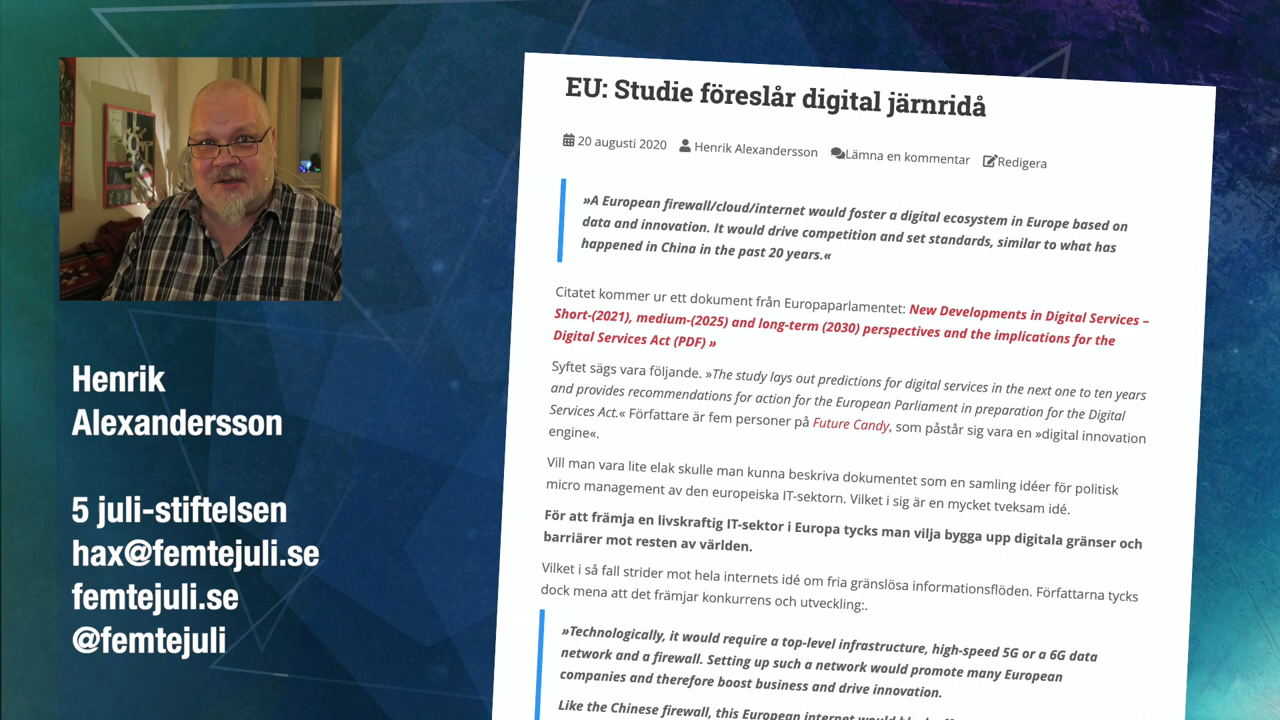 Henrik
Alexandersson
5 juli-stiftelsen
hax@femtejuli.se
femtejuli.se
@femtejuli
EU: Studie föreslår digital järnridå
20 augusti 2020 Henrik Alexandersson Lämna en kommentar Redigera
»A European firewall/cloud/internet would foster a digital ecosystem in Europe based on
data and innovation. It would drive competition and set standards, similar to what has
happened in China in the past 20 years.«
Citatet kommer ur ett dokument från Europaparlamentet: New Developments in Digital Services –
Short-(2021), medium-(2025) and long-term (2030) perspectives and the implications for the
Digital Services Act (PDF) »
Syftet sägs vara följande. »The study lays out predictions for digital services in the next one to ten years
and provides recommendations for action for the European Parliament in preparation for the Digital
Services Act.« Författare är fem personer på Future Candy, som påstår sig vara en »digital innovation
engine«.
Vill man vara lite elak skulle man kunna beskriva dokumentet som en samling idéer för politisk
micro management av den europeiska IT-sektorn. Vilket i sig är en mycket tveksam idé.
För att främja en livskraftig IT-sektor i Europa tycks man vilja bygga upp digitala gränser och
barriärer mot resten av världen.
Vilket i så fall strider mot hela internets idé om fria gränslösa informationsflöden. Författarna tycks
dock mena att det främjar konkurrens och utveckling:.
»Technologically, it would require a top-level infrastructure, high-speed 5G or a 6G data
network and a firewall. Setting up such a network would promote many European
companies and therefore boost business and drive innovation.
Like the Chinese firewall, this European internet would